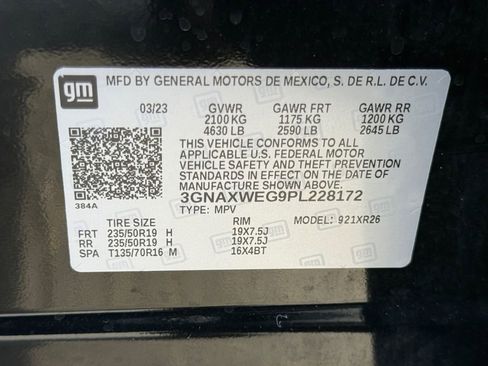 gm
MFD BY GENERAL MOTORS DE MEXICO, S. DE R.L. DE C.V.
03/23 GVWR GAWR FRT GAWR RR
2100 KG 1175 KG 1200 KG
4630 LB 2590 LB 2645 LB
THIS VEHICLE CONFORMS TO ALL
APPLICABLE U.S. FEDERAL MOTOR
VEHICLE SAFETY AND THEFT PREVENTION
STANDARDS IN EFFECT ON THE DATE OF
MANUFACTURE SHOWN ABOVE.
3GNAXWEG9PL228172
384A
TYPE: MPV MODEL: 921XR26
TIRE SIZE RIM
FRT 235/50R19 H 19X7.5J
RR 235/50R19 H 19X7.5J
SPA T135/70R16 M 16X4BT